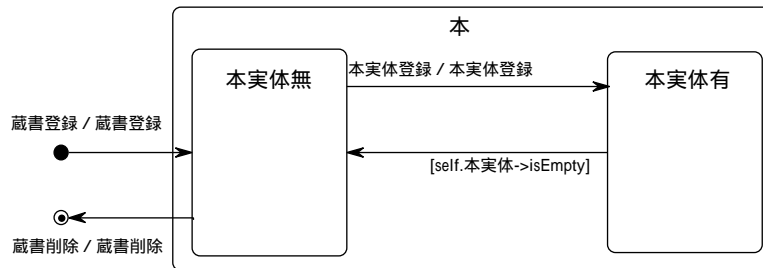 本
本実体無
本実体登録 / 本実体登録
本実体有
蔵書登録 / 蔵書登録
[self.本実体->isEmpty]
蔵書削除 / 蔵書削除